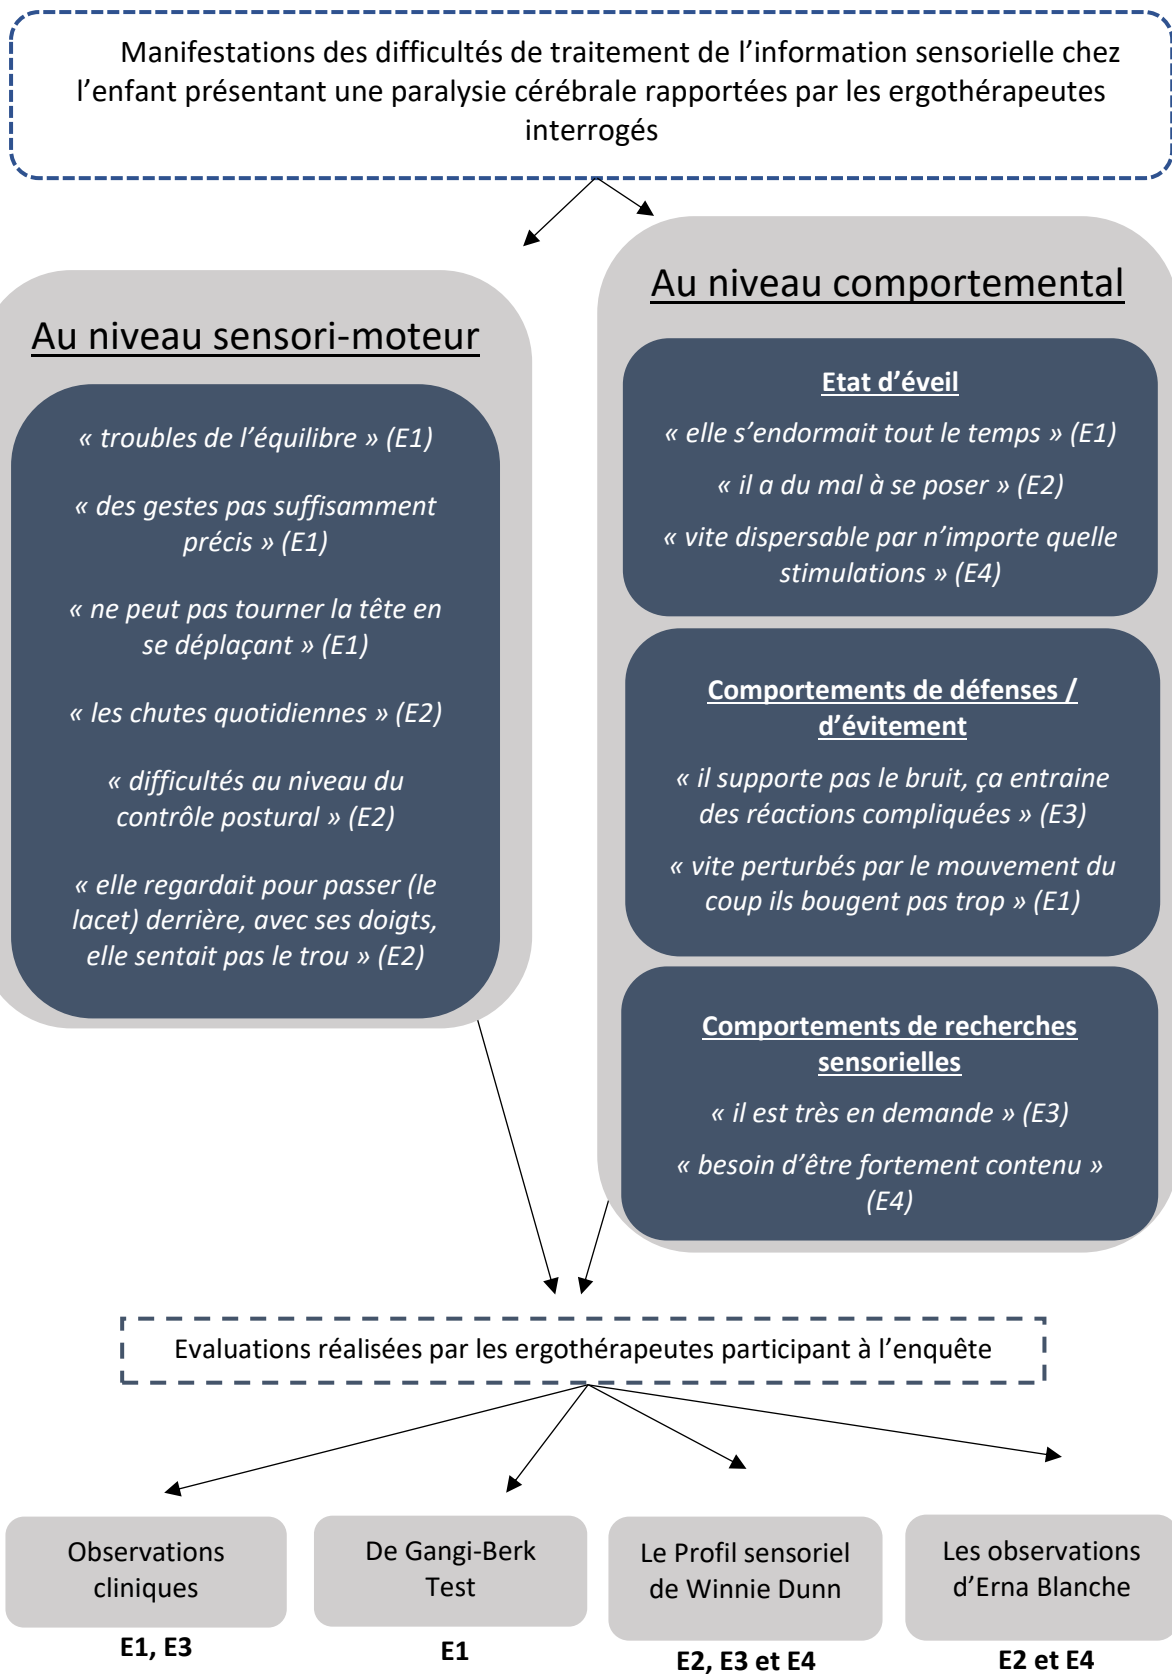 Manifestations des difficultés de traitement de l’information sensorielle chez
l’enfant présentant une paralysie cérébrale rapportées par les ergothérapeutes
interrogés
Au niveau sensori-moteur
« troubles de l’équilibre » (E1)
« des gestes pas suffisamment
précis » (E1)
« ne peut pas tourner la tête en
se déplaçant » (E1)
« les chutes quotidiennes » (E2)
« difficultés au niveau du
contrôle postural » (E2)
« elle regardait pour passer (le
lacet) derrière, avec ses doigts,
elle sentait pas le trou » (E2)
Au niveau comportemental
Etat d’éveil
« elle s’endormait tout le temps » (E1)
« il a du mal à se poser » (E2)
« vite dispersable par n’importe quelle
stimulations » (E4)
Comportements de défenses /
d’évitement
« il supporte pas le bruit, ça entraine
des réactions compliquées » (E3)
« vite perturbés par le mouvement du
coup ils bougent pas trop » (E1)
Comportements de recherches
sensorielles
« il est très en demande » (E3)
« besoin d’être fortement contenu »
(E4)
Evaluations réalisées par les ergothérapeutes participant à l’enquête
Observations
cliniques
E1, E3
De Gangi-Berk
Test
E1
Le Profil sensoriel
de Winnie Dunn
E2, E3 et E4
Les observations
d’Erna Blanche
E2 et E4